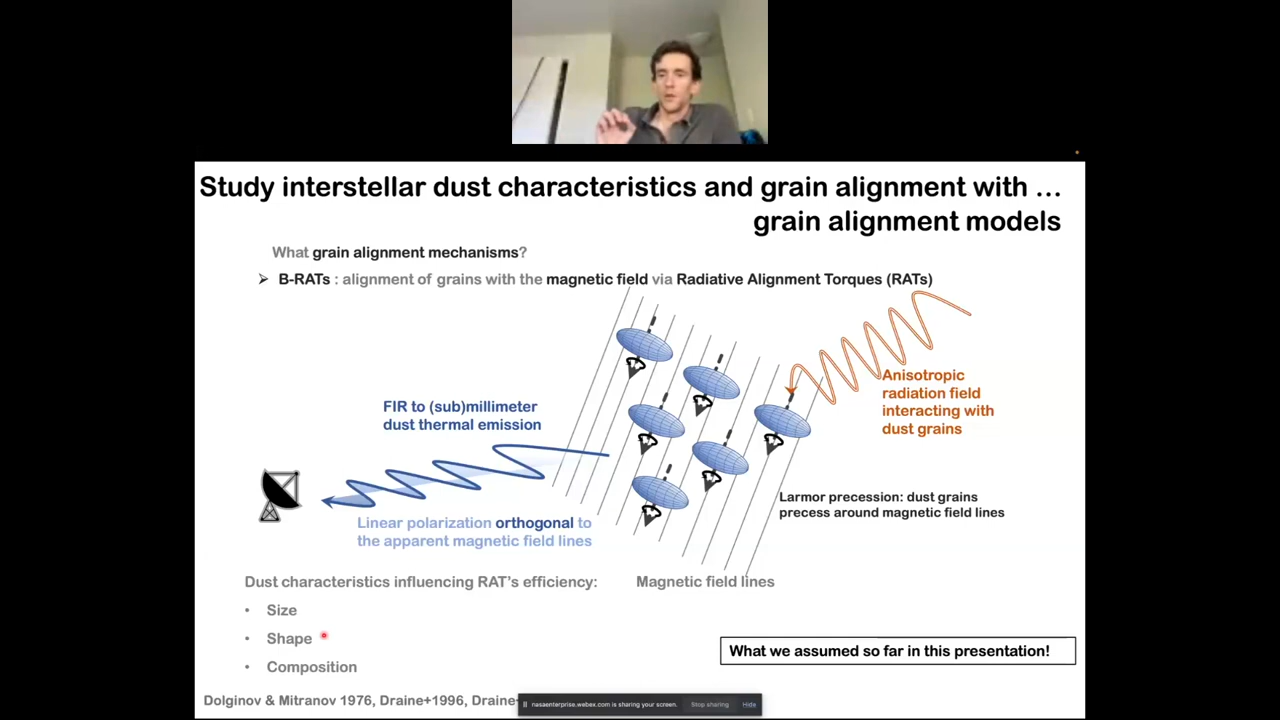 Study interstellar dust characteristics and grain alignment with …
grain alignment models
What grain alignment mechanisms?
➢ B-RATs : alignment of grains with the magnetic field via Radiative Alignment Torques (RATs)
Anisotropic
radiation field
interacting with
dust grains
FIR to (sub)millimeter
dust thermal emission
Larmor precession: dust grains
precess around magnetic field lines
Linear polarization orthogonal to
the apparent magnetic field lines
Dust characteristics influencing RAT's efficiency:
Magnetic field lines
• Size
• Shape
• Composition
What we assumed so far in this presentation!
Dolginov & Mitranov 1976, Draine+1996, Draine
nasaenterprise.webex.com is sharing your screen. Stop sharing Hide